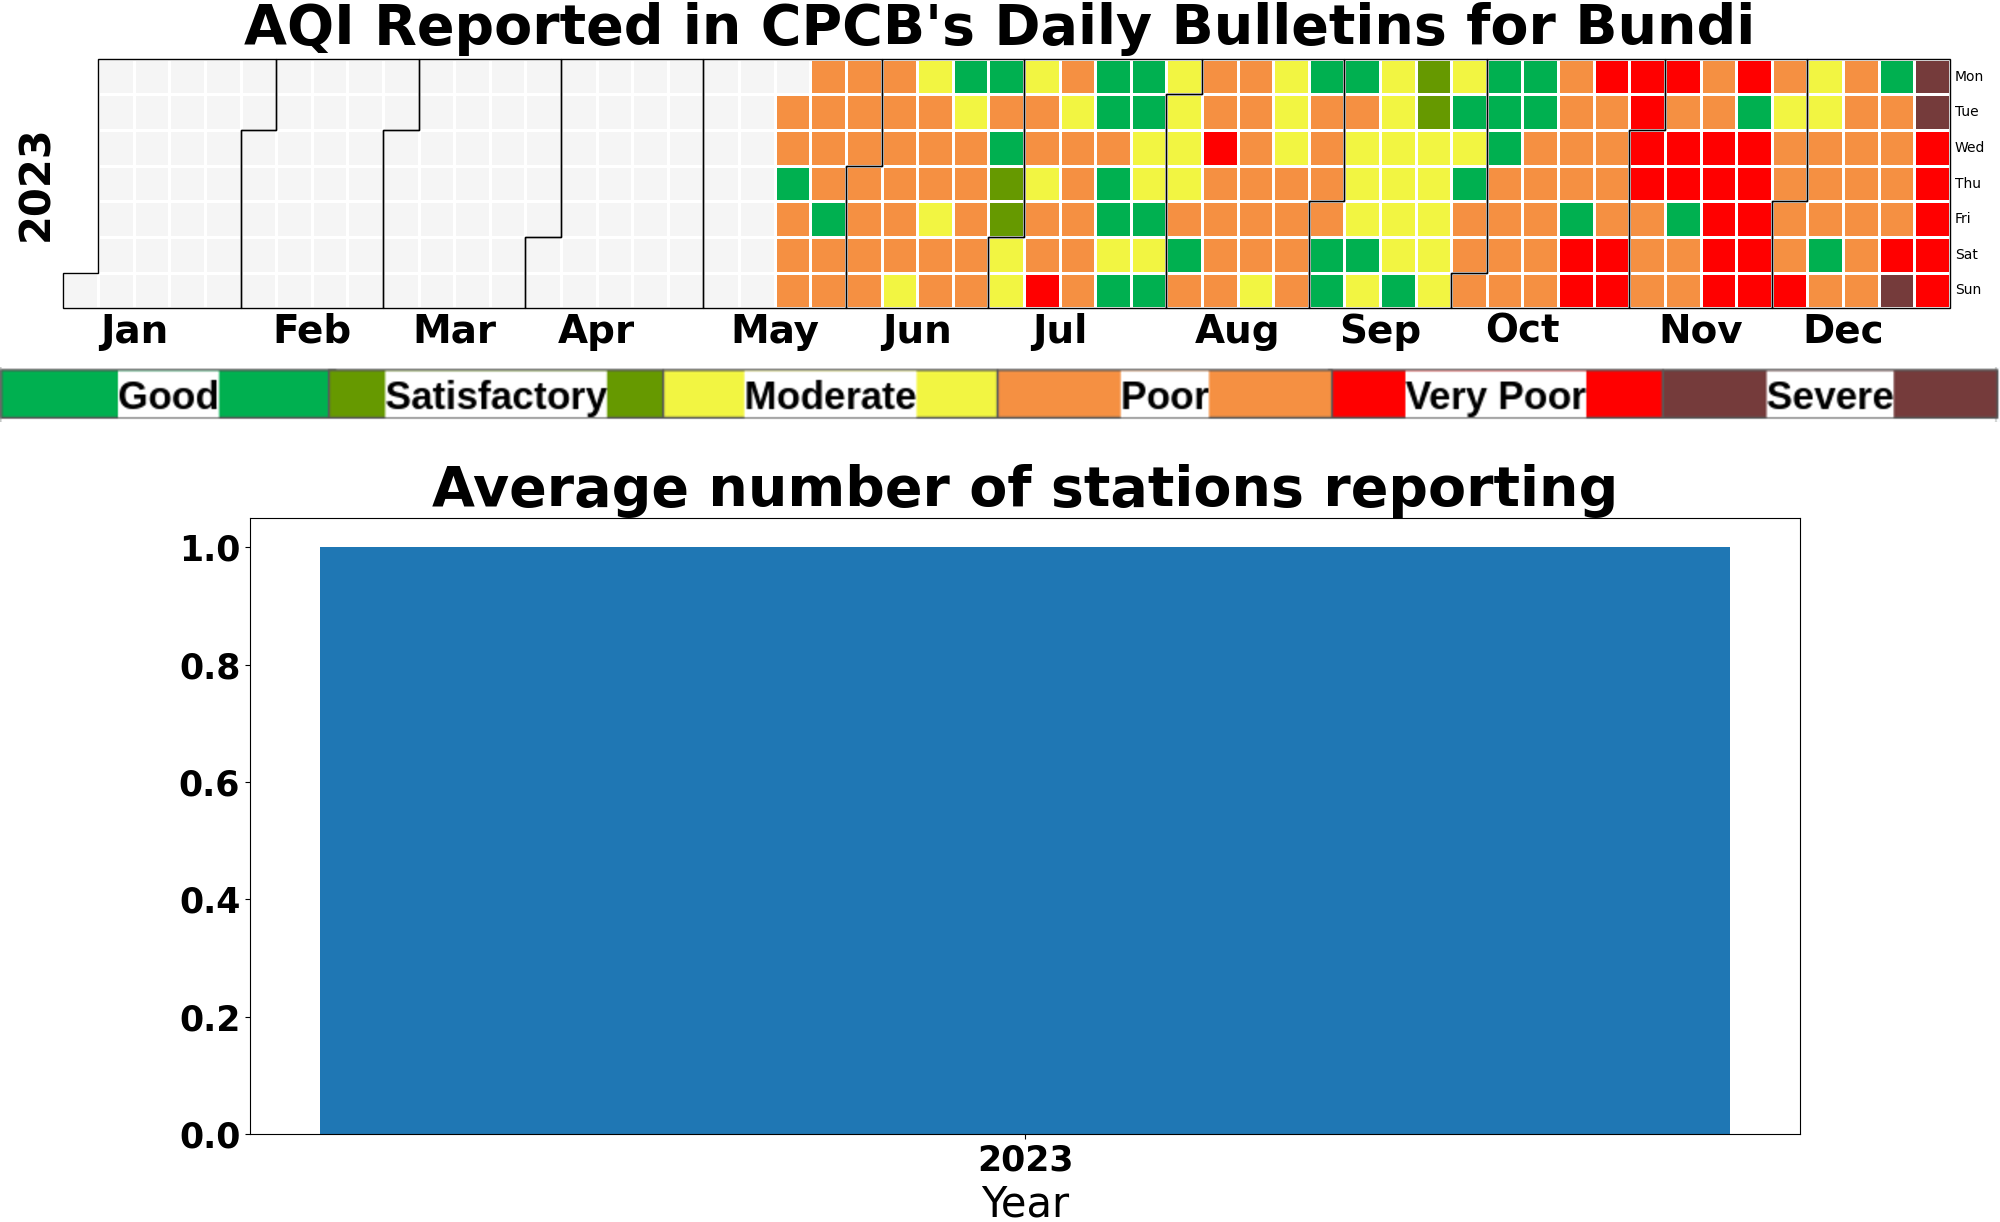 AQI Reported in CPCB's Daily Bulletins for Bundi
2023
Mon
Tue
Wed
Thu
Fri
Sat
Sun
Jan Feb Mar Apr May Jun Jul Aug Sep Oct Nov Dec
Good Satisfactory Moderate Poor Very Poor Severe
Average number of stations reporting
1.0
0.8
0.6
0.4
0.2
0.0
2023
Year